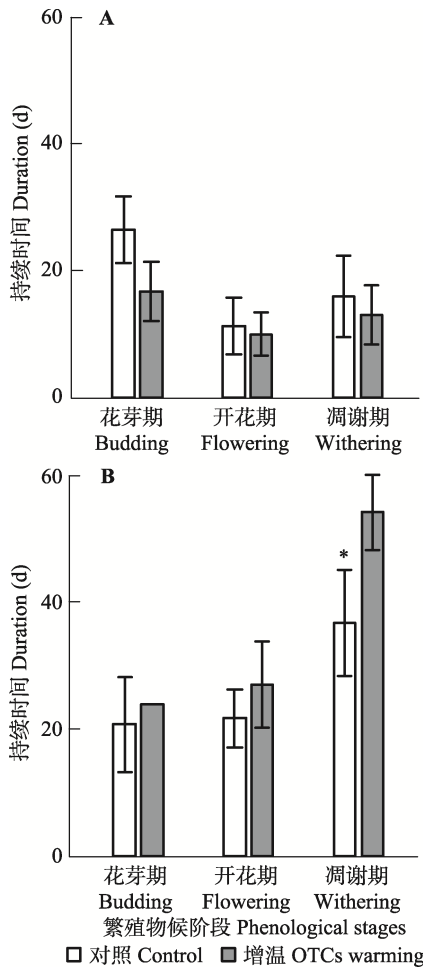 A
60
40
20
0
持续时间 Duration (d)
花芽期 开花期 凋谢期
Budding Flowering Withering
B
60
40
20
0
持续时间 Duration (d)
*
花芽期 开花期 凋谢期
Budding Flowering Withering
繁殖物候阶段 Phenological stages
对照 Control 增温 OTCs warming